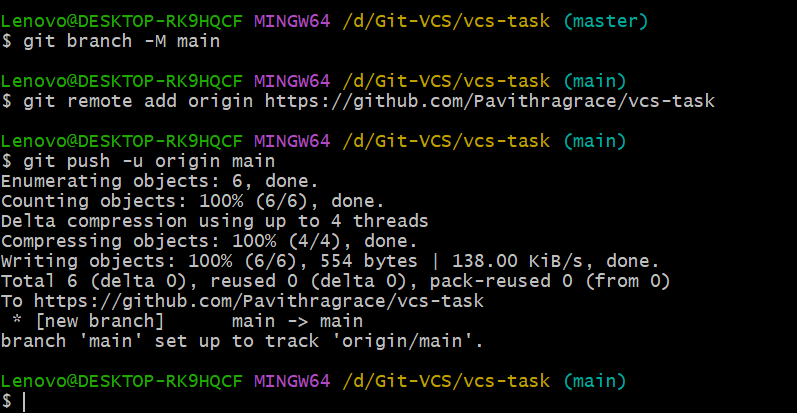 Lenovo@DESKTOP-RK9HQCF MINGW64 /d/Git-VCS/vcs-task (master)
$ git branch -M main
Lenovo@DESKTOP-RK9HQCF MINGW64 /d/Git-VCS/vcs-task (main)
$ git remote add origin https://github.com/Pavithragrace/vcs-task
Lenovo@DESKTOP-RK9HQCF MINGW64 /d/Git-VCS/vcs-task (main)
$ git push -u origin main
Enumerating objects: 6, done.
Counting objects: 100% (6/6), done.
Delta compression using up to 4 threads
Compressing objects: 100% (4/4), done.
Writing objects: 100% (6/6), 554 bytes | 138.00 KiB/s, done.
Total 6 (delta 0), reused 0 (delta 0), pack-reused 0 (from 0)
To https://github.com/Pavithragrace/vcs-task
 * [new branch]      main -> main
branch 'main' set up to track 'origin/main'.
Lenovo@DESKTOP-RK9HQCF MINGW64 /d/Git-VCS/vcs-task (main)
$